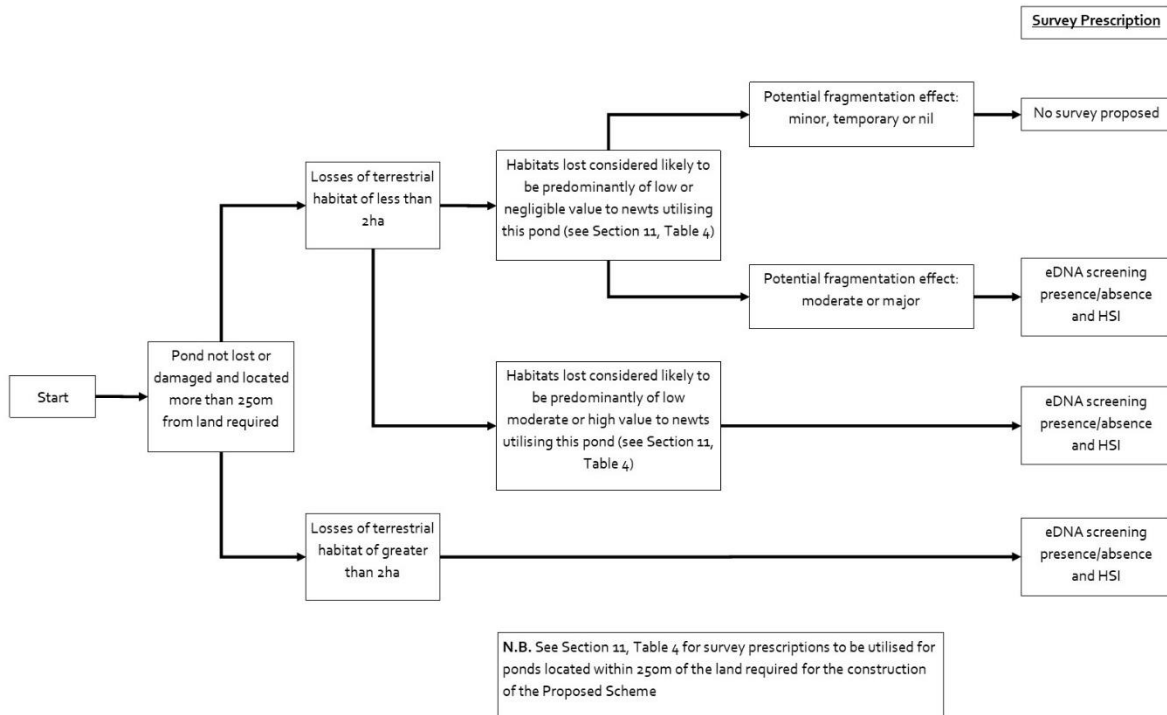 Survey Prescription
Potential fragmentation effect:
minor, temporary or nil
No survey proposed
Losses of terrestrial
habitat of less than
2ha
Habitats lost considered likely to
be predominantly of low or
negligible value to newts utilising
this pond (see Section 11, Table 4)
Potential fragmentation effect:
moderate or major
eDNA screening
presence/absence
and HSI
Start
Pond not lost or
damaged and located
more than 250m
from land required
Habitats lost considered likely to
be predominantly of low
moderate or high value to newts
utilising this pond (see Section 11,
Table 4)
eDNA screening
presence/absence
and HSI
Losses of terrestrial
habitat of greater
than 2ha
eDNA screening
presence/absence
and HSI
N.B. See Section 11, Table 4 for survey prescriptions to be utilised for
ponds located within 250m of the land required for the construction
of the Proposed Scheme